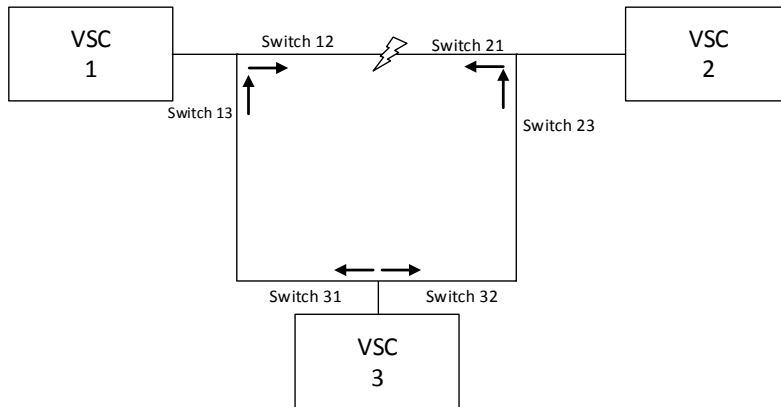 VSC
1
Switch 12
Switch 21
VSC
2
Switch 13
Switch 23
Switch 31
Switch 32
VSC
3